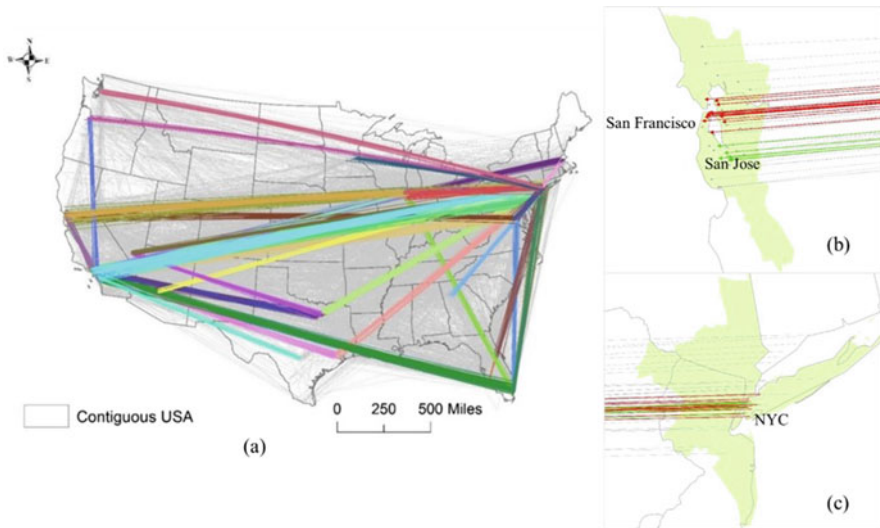 N
W
E
S
San Francisco
San Jose
(b)
NYC
(c)
Contiguous USA
0
250
500 Miles
(a)